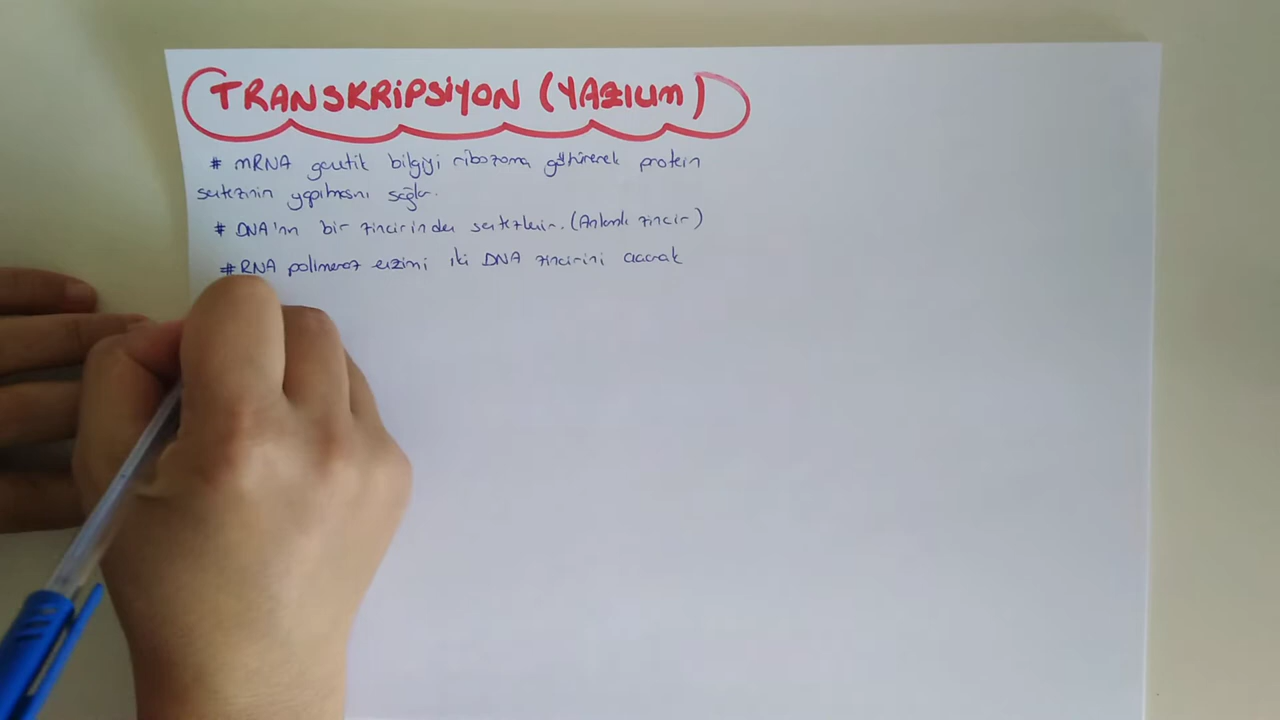 TRANSKRİPSİYON (YAZILIM)
# mRNA genetik bilgiyi ribozoma götürerek protein
sentezinin yapılmasını sağlar.
# DNA'nın bir zincirinden sentezlenir. (Anlamlı zincir)
#RNA polimeraz enzimi iki DNA zincirini açarak